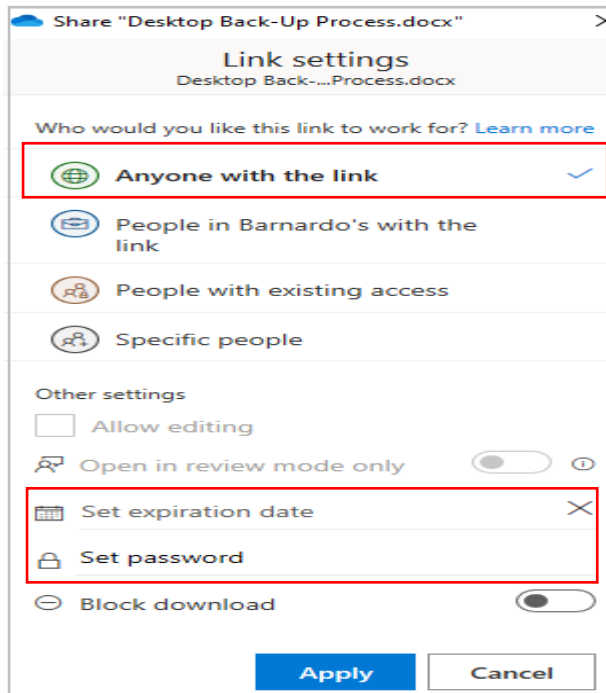 Share "Desktop Back-Up Process.docx"
Link settings
Desktop Back-...Process.docx
Who would you like this link to work for? Learn more
Anyone with the link
People in Barnardo's with the
link
People with existing access
Specific people
Other settings
Allow editing
Open in review mode only
Set expiration date
Set password
Block download
Apply Cancel